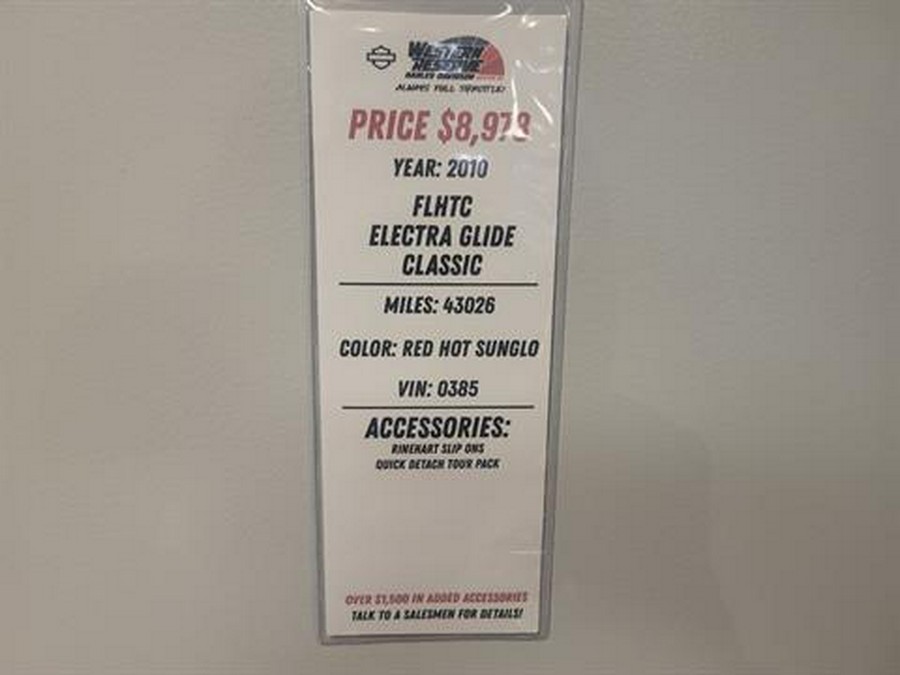 WESTERN
RESERVE
HARLEY-DAVIDSON
ALWAYS FULL THROTTLE!
PRICE $8,973
YEAR: 2010
FLHTC
ELECTRA GLIDE
CLASSIC
MILES: 43026
COLOR: RED HOT SUNGLO
VIN: 0385
ACCESSORIES:
RINEHART SLIP ONS
QUICK DETACH TOUR PACK
OVER $1,500 IN ADDED ACCESSORIES
TALK TO A SALESMEN FOR DETAILS!